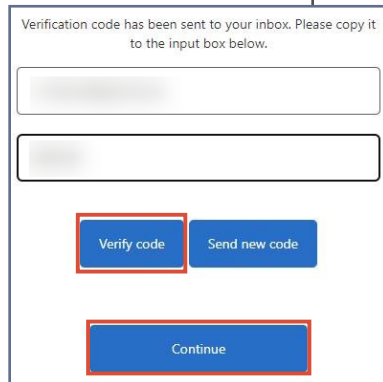 Verification code has been sent to your inbox. Please copy it
to the input box below.
Verify code
Send new code
Continue